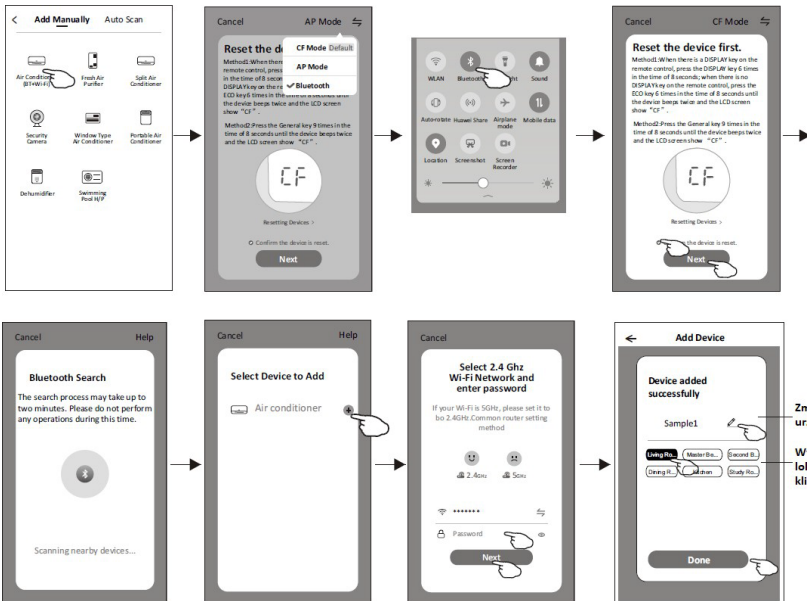 Add Manually Auto Scan
Air Conditioner
(BT+Wi-Fi)
Fresh Air
Purifier
Split Air
Conditioner
Security
Camera
Window Type
Air Conditioner
Portable Air
Conditioner
Dehumidifier
Swimming
Pool H/P
Cancel AP Mode
CF Mode Default
AP Mode
Bluetooth
Reset the
Method1:When there
remote control, press
in the time of 8 seconds
DISPLAY key on the
ECO key 6 times in the
the device beeps twice and the LCD screen
show "CF".
Method2:Press the General key 9 times in the
time of 8 seconds until the device beeps twice
and the LCD screen show "CF".
CF
Resetting Devices >
Confirm the device is reset.
Next
WLAN Bluetooth Sound
Auto-rotate Huawei Share Airplane
mode Mobile data
Location Screenshot Screen
Recorder
Cancel CF Mode
Reset the device first.
Method1:When there is a DISPLAY key on the
remote control, press the DISPLAY key 6 times
in the time of 8 seconds; when there is no
DISPLAY key on the remote control, press the
ECO key 6 times in the time of 8 seconds until
the device beeps twice and the LCD screen
show "CF".
Method2:Press the General key 9 times in the
time of 8 seconds until the device beeps twice
and the LCD screen show "CF".
CF
Resetting Devices >
the device is reset.
Next
Cancel Help
Bluetooth Search
The search process may take up to
two minutes. Please do not perform
any operations during this time.
Scanning nearby devices...
Cancel Help
Select Device to Add
Air conditioner
Cancel
Select 2.4 Ghz
Wi-Fi Network and
enter password
If your Wi-Fi is 5GHz, please set it to
bo 2.4GHz.Common router setting
method
2.4GHz 5GHz
•••••••
Password
Next
Add Device
Device added
successfully
Sample1
Living Ro... Master Be... Second B...
Dining R... Kitchen Study Ro...
Done